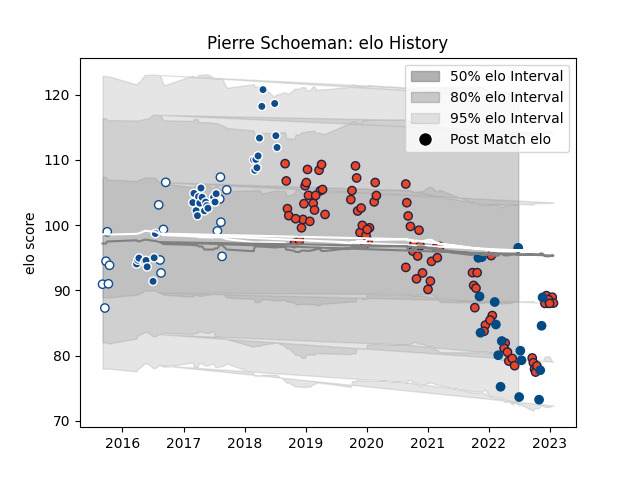 Pierre Schoeman: elo History
50% elo Interval
80% elo Interval
95% elo Interval
Post Match elo
elo score
120
110
100
90
80
70
2016 2017 2018 2019 2020 2021 2022 2023